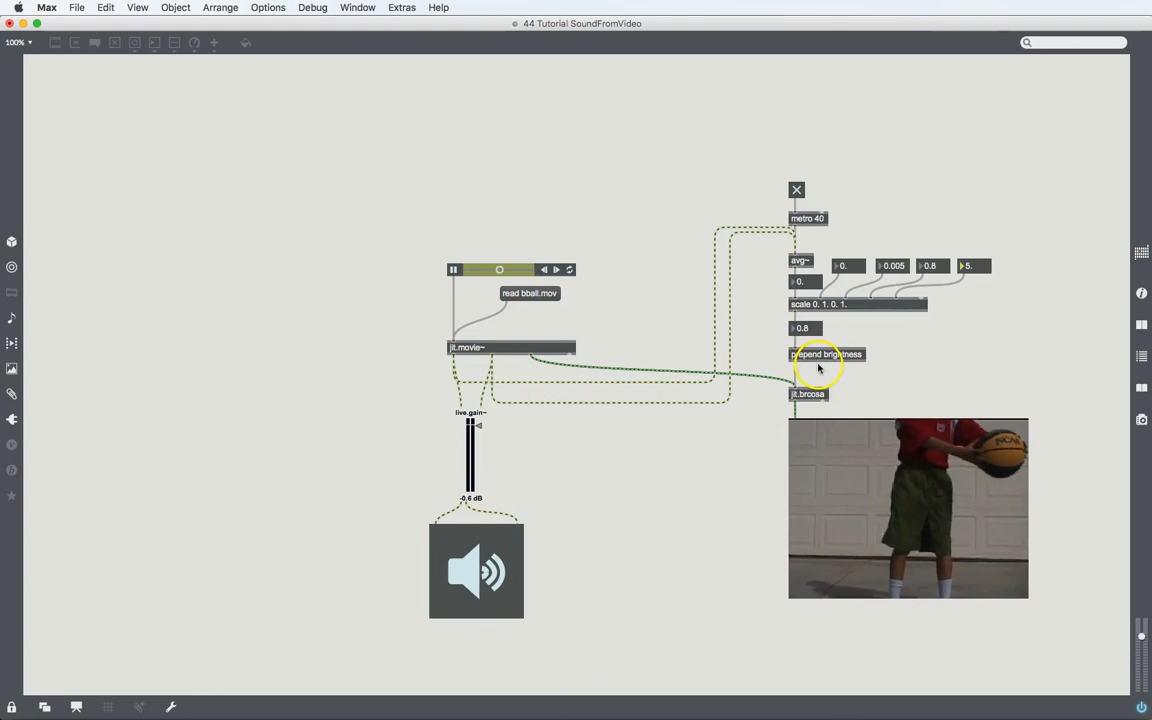 Max File Edit View Object Arrange Options Debug Window Extras Help
44 Tutorial SoundFromVideo
100%
metro 40
avg~
0.
0.
0.005
0.8
5.
read bball.mov
scale 0. 1. 0. 1.
0.8
jit.movie~
prepend brightness
jit.brcosa
live.gain~
-0.6 dB
NCAA